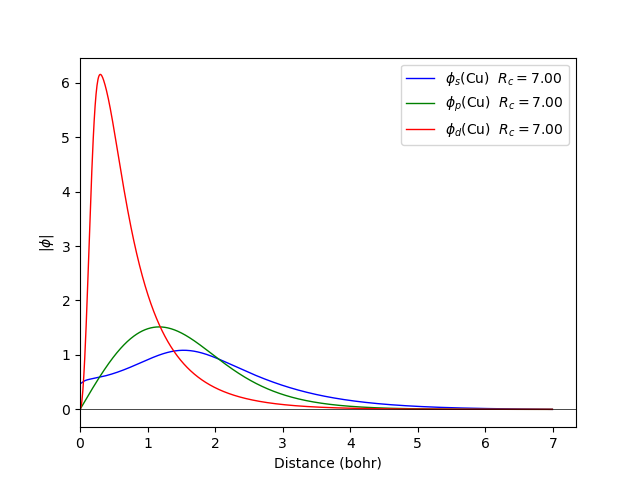 ϕs(Cu) Rc = 7.00
ϕp(Cu) Rc = 7.00
ϕd(Cu) Rc = 7.00
6
5
4
3
2
1
0
|ϕ|
0 1 2 3 4 5 6 7
Distance (bohr)